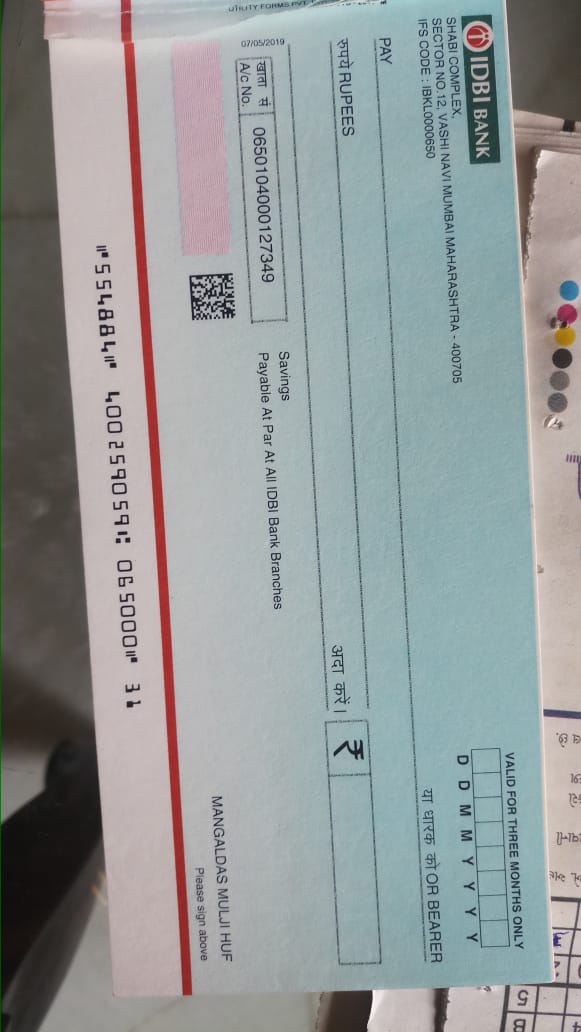 UTILITY FORMS PVT.
IDBI BANK
SHABI COMPLEX,
SECTOR NO.12, VASHI NAVI MUMBAI MAHARASHTRA - 400705
IFS CODE : IBKL0000650
VALID FOR THREE MONTHS ONLY
D D M M Y Y Y Y
PAY
या धारक को OR BEARER
रुपये RUPEES
अदा करें।
₹
07/05/2019
खाता सं
A/c No.
0650104000127349
Savings
Payable At Par At All IDBI Bank Branches
MANGALDAS MULJI HUF
Please sign above
⑈554884⑈ 400259059⑆ 065000⑈ 31
5